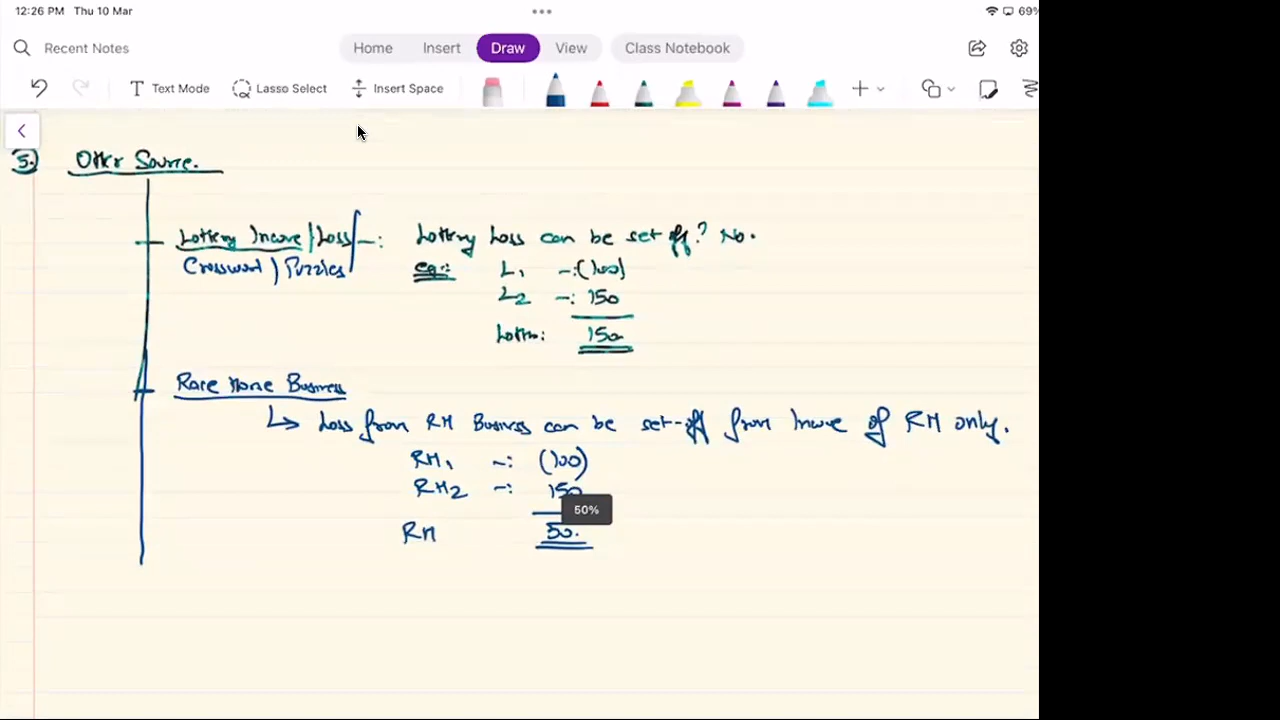 12:26 PM Thu 10 Mar
69%
Recent Notes
Home Insert Draw View Class Notebook
Text Mode Lasso Select Insert Space
5. Other Source.
Lottery Income / Loss -: Lottery Loss can be set off? No.
Crossword / Puzzles
eg.: L1 -: (100)
L2 -: 150
150
Race Horse Business
Loss from RH Business can be set-off from Income of RH only.
RH1 -: (100)
RH2 -: 150
50%
RH 50.